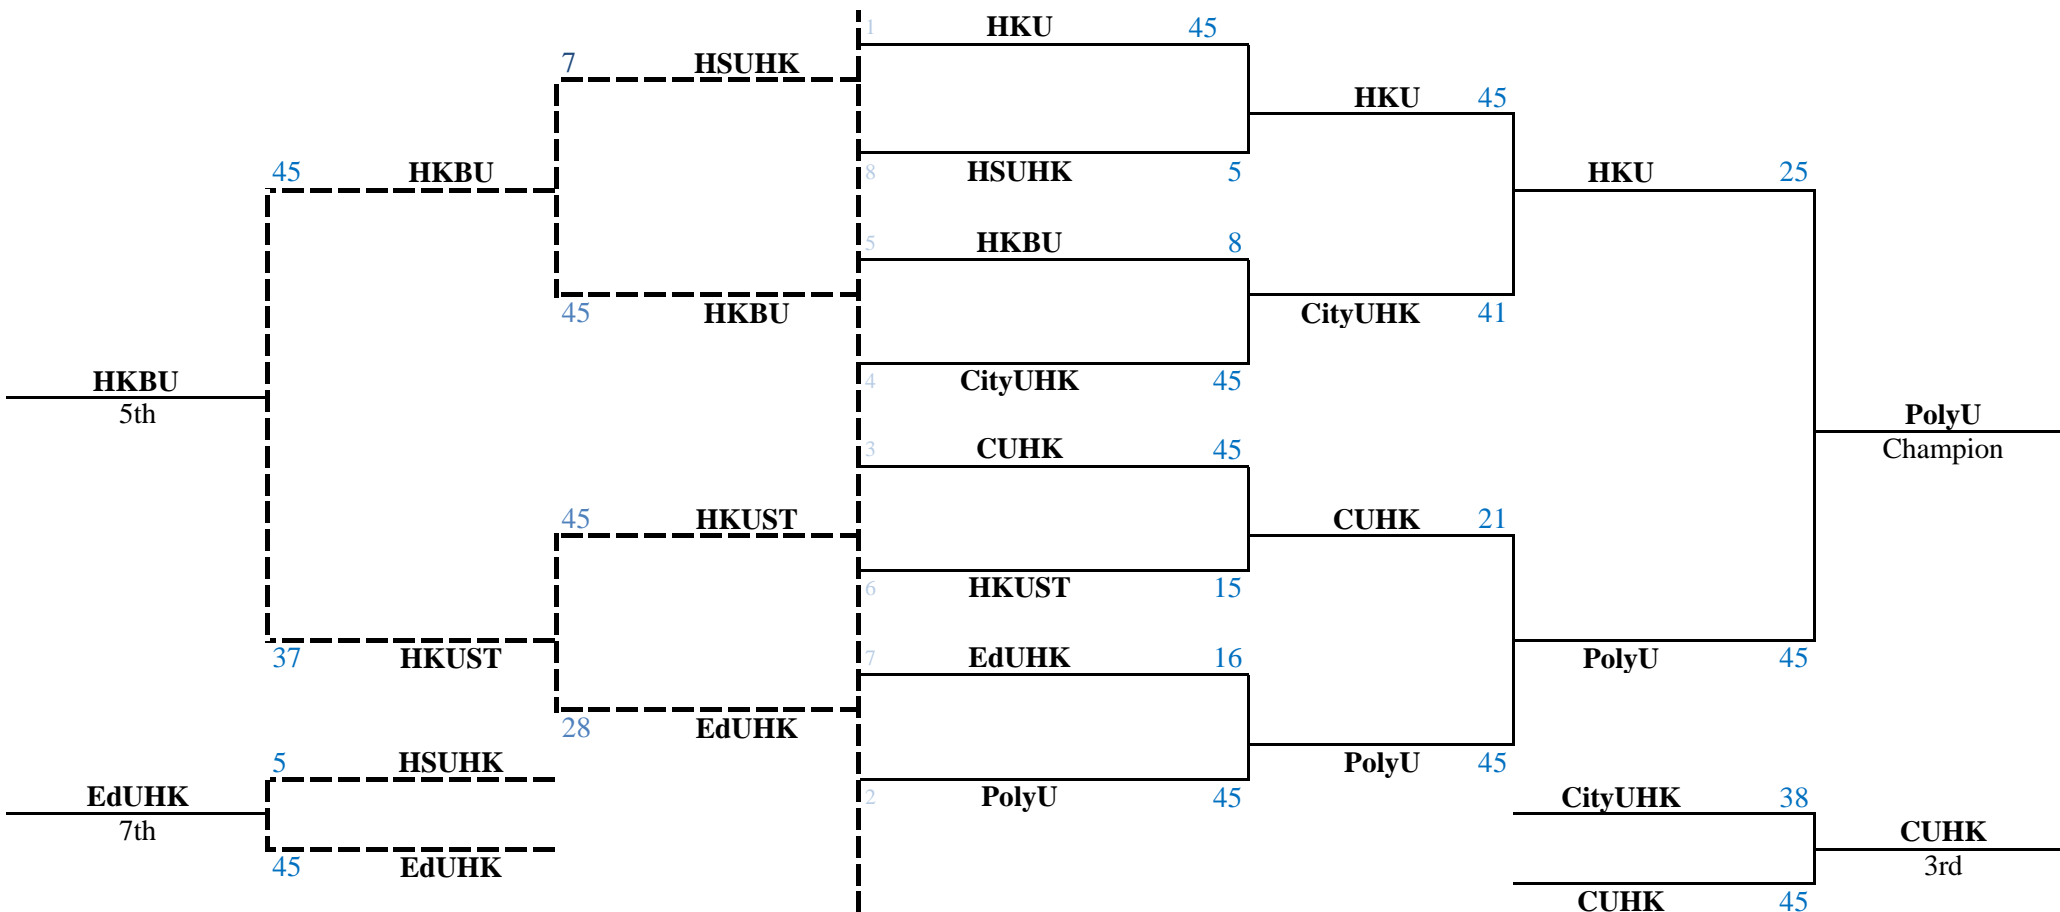 1 HKU 45
7 HSUHK
HKU 45
45 HKBU
8 HSUHK 5
HKU 25
5 HKBU 8
45 HKBU
CityUHK 41
HKBU
5th
4 CityUHK 45
PolyU
Champion
3 CUHK 45
45 HKUST
CUHK 21
6 HKUST 15
37 HKUST
7 EdUHK 16
PolyU 45
28 EdUHK
5 HSUHK
PolyU 45
EdUHK
7th
2 PolyU 45
CityUHK 38
CUHK
3rd
45 EdUHK
CUHK 45